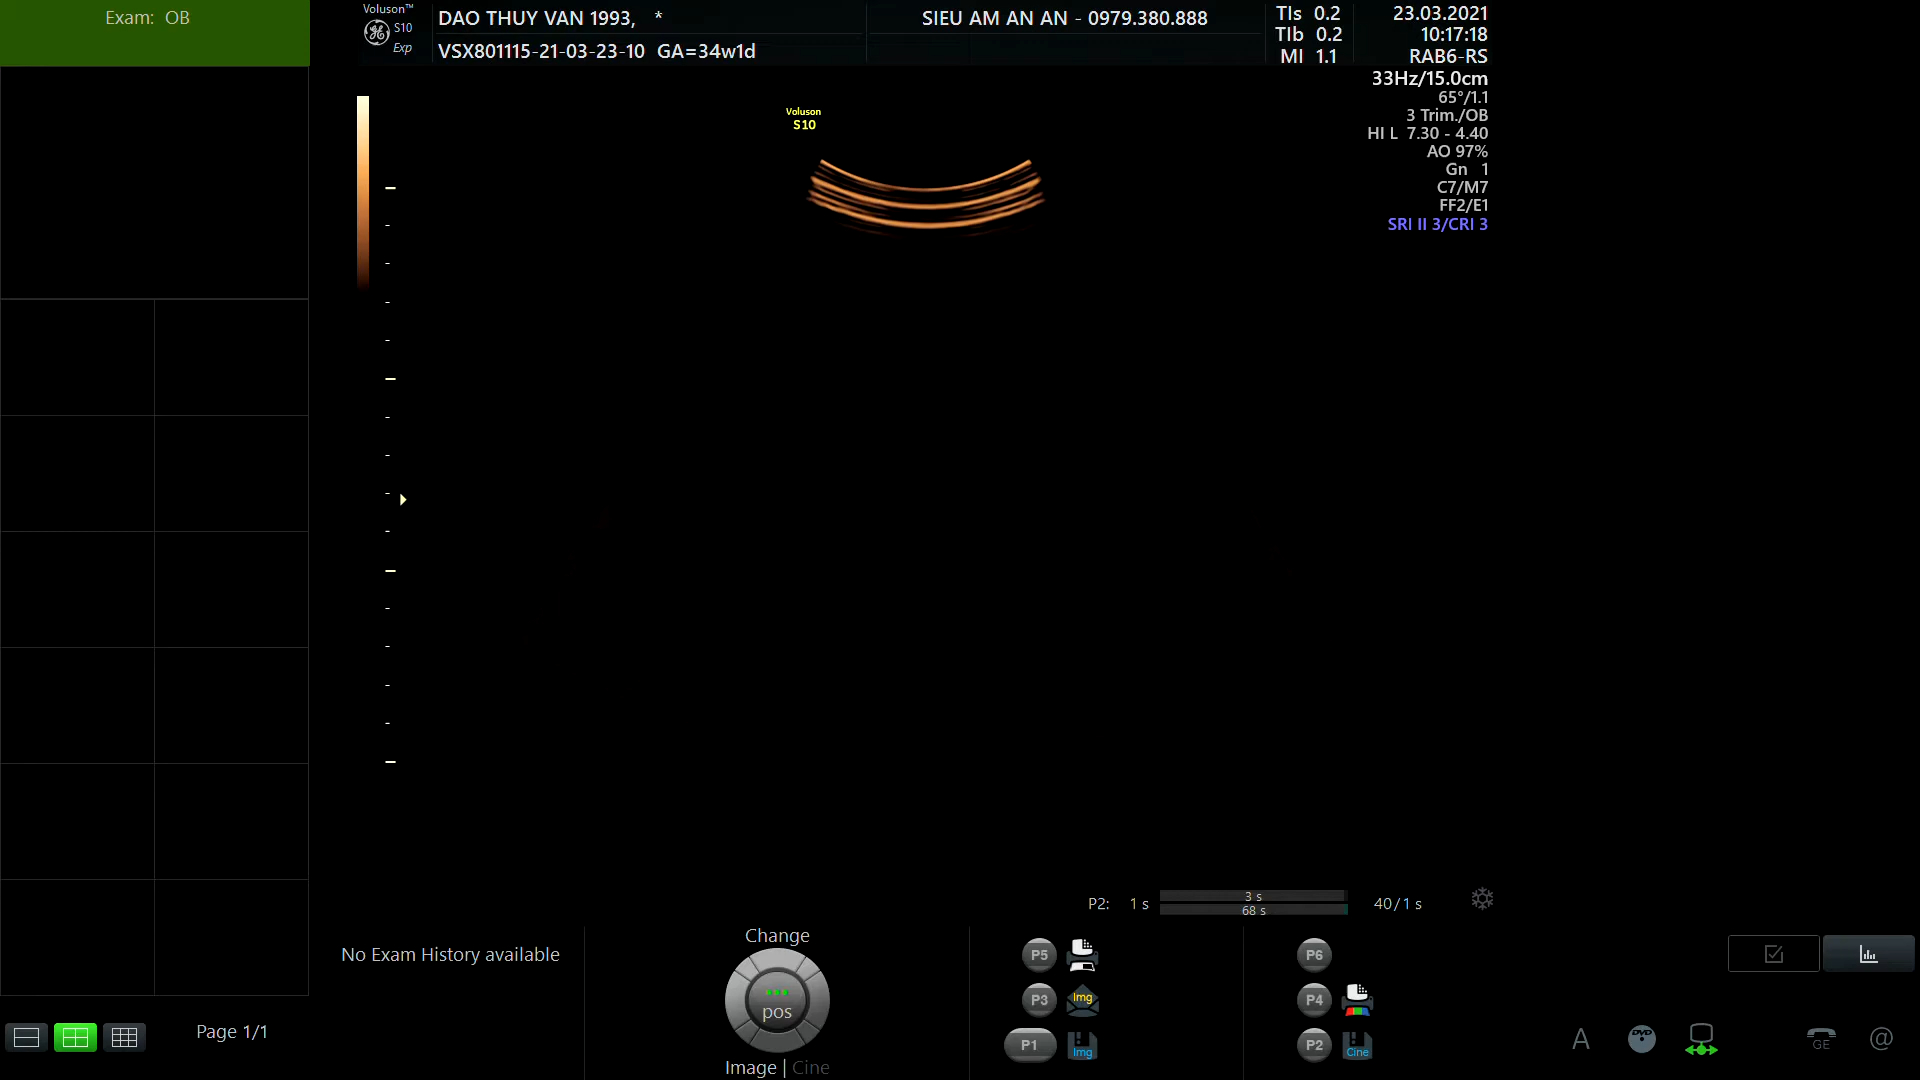 Exam: OB
Voluson™
S10
Exp
DAO THUY VAN 1993, *
VSX801115-21-03-23-10 GA=34w1d
SIEU AM AN AN - 0979.380.888
TIs 0.2
TIb 0.2
MI 1.1
23.03.2021
10:17:18
RAB6-RS
33Hz/15.0cm
65°/1.1
3 Trim./OB
HI L 7.30 - 4.40
AO 97%
Gn 1
C7/M7
FF2/E1
SRI II 3/CRI 3
Voluson
S10
P2: 1 s
3 s
68 s
40/1 s
No Exam History available
Change
pos
Image | Cine
P5
P3 Img
P1 Img
P6
P4
P2 Cine
Page 1/1
A
DVD
GE
@